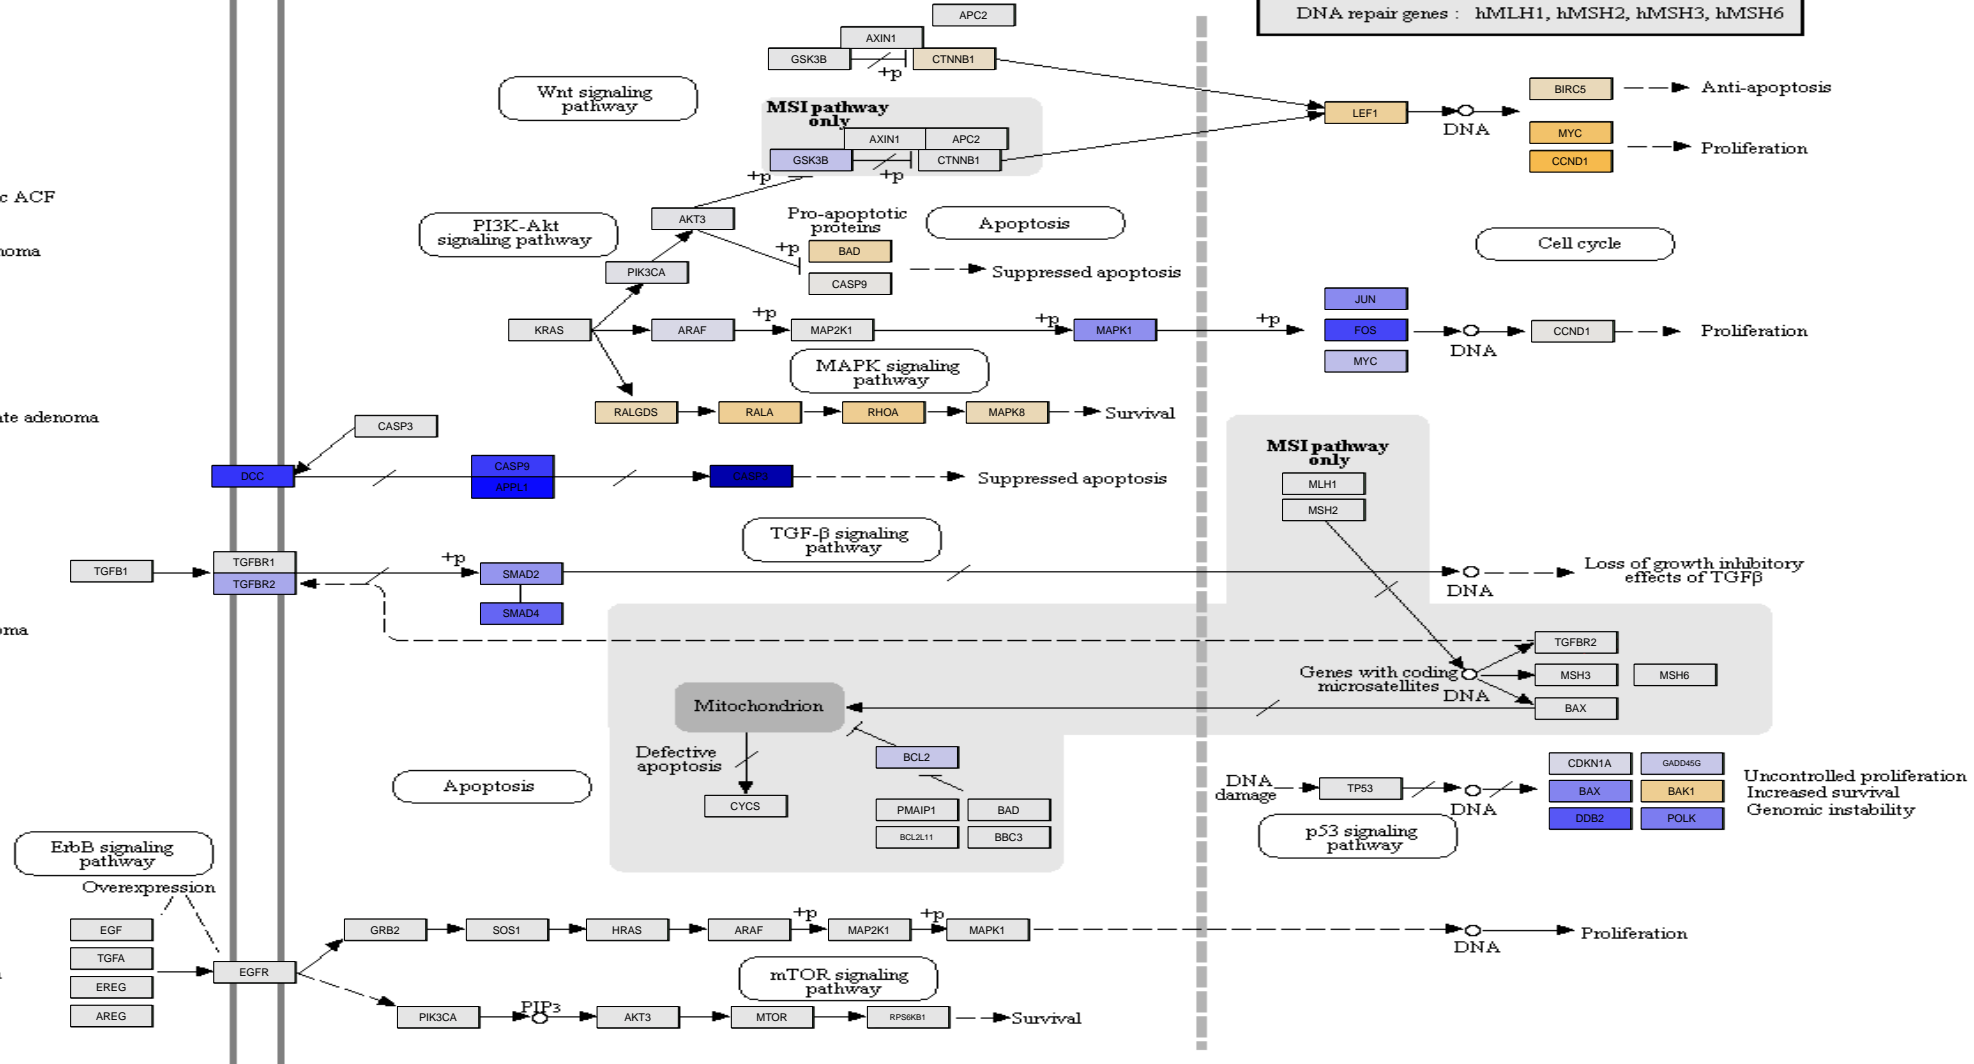 APC2
DNA repair genes : hMLH1, hMSH2, hMSH3, hMSH6
AXIN1
GSK3B
+p
CTNNB1
Wnt signaling
pathway
MSI pathway
only
AXIN1
APC2
GSK3B
CTNNB1
+p
+p
LEF1
DNA
BIRC5
Anti-apoptosis
MYC
CCND1
Proliferation
c ACF
noma
PI3K-Akt
signaling pathway
AKT3
PIK3CA
Pro-apoptotic
proteins
+p
BAD
CASP9
Apoptosis
Suppressed apoptosis
Cell cycle
KRAS
ARAF
+p
MAP2K1
+p
MAPK1
+p
JUN
FOS
MYC
DNA
CCND1
Proliferation
MAPK signaling
pathway
RALGDS
RALA
RHOA
MAPK8
Survival
ate adenoma
CASP3
DCC
CASP9
APPL1
Suppressed apoptosis
MSI pathway
only
MLH1
MSH2
TGF-β signaling
pathway
TGFB1
TGFBR1
TGFBR2
+p
SMAD2
SMAD4
DNA
Loss of growth inhibitory
effects of TGFβ
oma
Genes with coding
microsatellites
DNA
TGFBR2
MSH3
MSH6
BAX
Mitochondrion
Defective
apoptosis
CYCS
BCL2
PMAIP1
BAD
BCL2L11
BBC3
Apoptosis
DNA
damage
TP53
DNA
p53 signaling
pathway
CDKN1A
GADD45G
BAX
BAK1
DDB2
POLK
Uncontrolled proliferation
Increased survival
Genomic instability
ErbB signaling
pathway
Overexpression
EGF
TGFA
EREG
AREG
EGFR
GRB2
SOS1
HRAS
ARAF
+p
MAP2K1
+p
MAPK1
DNA
Proliferation
mTOR signaling
pathway
PIK3CA
PIP3
AKT3
MTOR
RPS6KB1
Survival